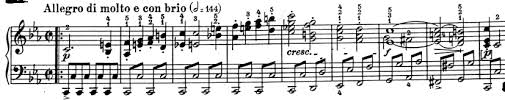 Allegro di molto e con brio (𝅗𝅥 = 144)
p
cresc.
f
p